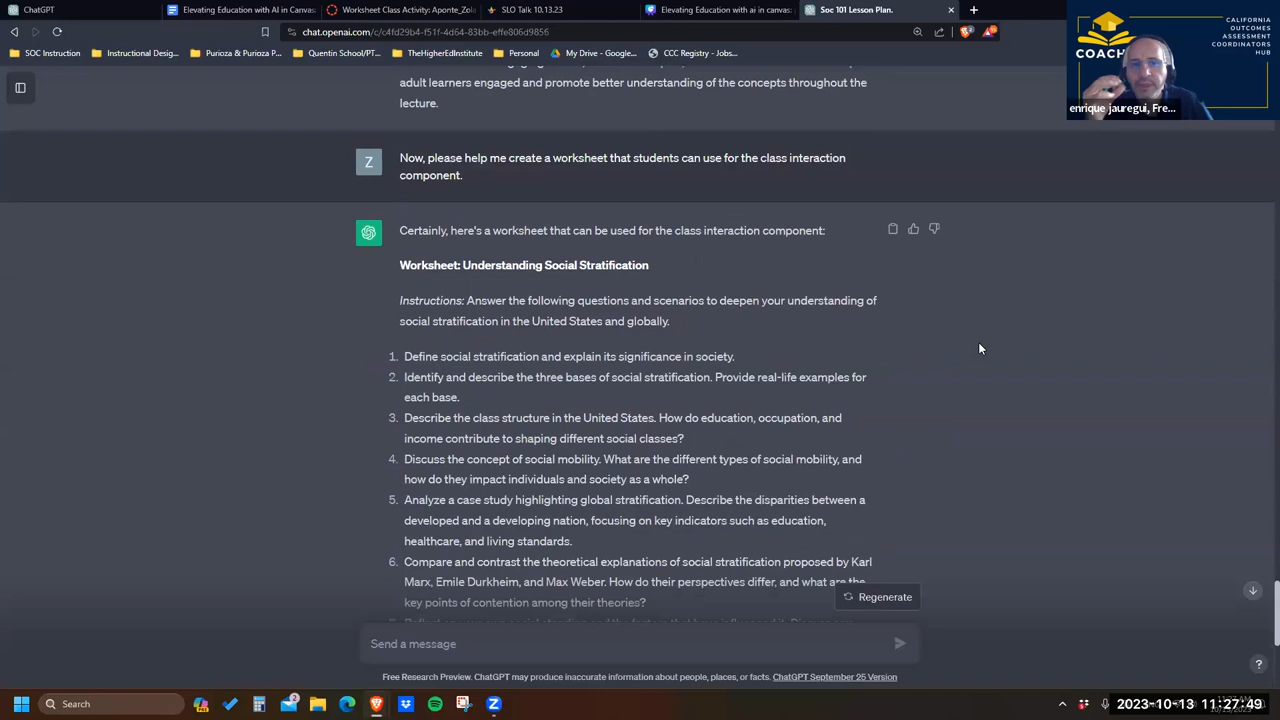 ChatGPT
Elevating Education with AI in Canvas
Worksheet Class Activity: Aponte_Zola
SLO Talk 10.13.23
Elevating Education with ai in canvas
Soc 101 Lesson Plan.
chat.openai.com/c/c4fd29b4-f51f-4d64-83bb-effe806d9856
SOC Instruction
Instructional Desig...
Purioza & Purioza P...
Quentin School/PT...
TheHigherEdInstitute
Personal
My Drive - Google...
CCC Registry - Jobs...
CALIFORNIA
OUTCOMES
ASSESSMENT
COORDINATORS
HUB
COACH
enrique jauregui, Fre...
adult learners engaged and promote better understanding of the concepts throughout the
lecture.
Z
Now, please help me create a worksheet that students can use for the class interaction
component.
Certainly, here's a worksheet that can be used for the class interaction component:
Worksheet: Understanding Social Stratification
Instructions: Answer the following questions and scenarios to deepen your understanding of
social stratification in the United States and globally.
1. Define social stratification and explain its significance in society.
2. Identify and describe the three bases of social stratification. Provide real-life examples for
each base.
3. Describe the class structure in the United States. How do education, occupation, and
income contribute to shaping different social classes?
4. Discuss the concept of social mobility. What are the different types of social mobility, and
how do they impact individuals and society as a whole?
5. Analyze a case study highlighting global stratification. Describe the disparities between a
developed and a developing nation, focusing on key indicators such as education,
healthcare, and living standards.
6. Compare and contrast the theoretical explanations of social stratification proposed by Karl
Marx, Emile Durkheim, and Max Weber. How do their perspectives differ, and what are the
key points of contention among their theories?
Regenerate
Send a message
Free Research Preview. ChatGPT may produce inaccurate information about people, places, or facts. ChatGPT September 25 Version
?
Search
2
2023-10-13 11:27:49